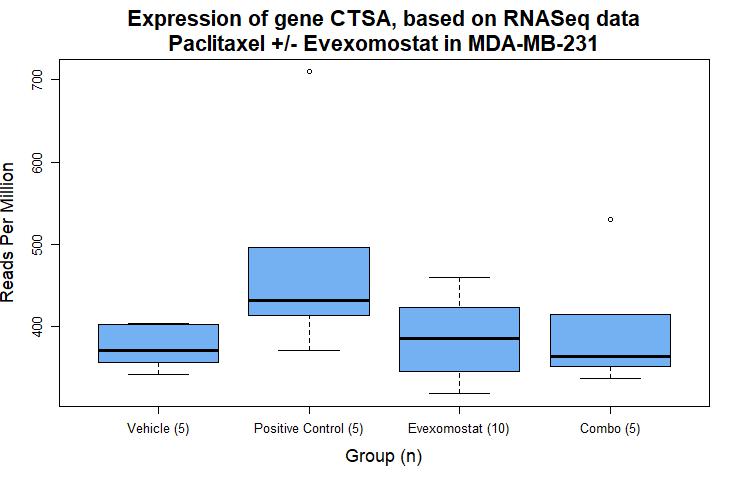 Expression of gene CTSA, based on RNASeq data
Paclitaxel +/- Evexomostat in MDA-MB-231
Reads Per Million
700
600
500
400
Vehicle (5)
Positive Control (5)
Evexomostat (10)
Combo (5)
Group (n)